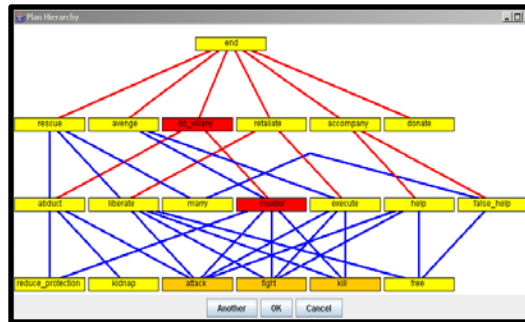 Plan Hierarchy
end
rescue avenge do_villany retaliate accompany donate
abduct liberate marry murder execute help false_help
reduce_protection kidnap attack fight kill free
Another OK Cancel